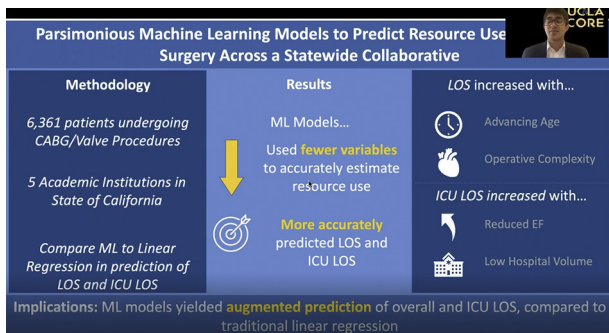 UCLA
CORE
Parsimonious Machine Learning Models to Predict Resource Use
Surgery Across a Statewide Collaborative
Methodology
6,361 patients undergoing
CABG/Valve Procedures
5 Academic Institutions in
State of California
Compare ML to Linear
Regression in prediction of
LOS and ICU LOS
Results
ML Models…
Used fewer variables
to accurately estimate
resource use
More accurately
predicted LOS and
ICU LOS
LOS increased with…
Advancing Age
Operative Complexity
ICU LOS increased with…
Reduced EF
Low Hospital Volume
Implications: ML models yielded augmented prediction of overall and ICU LOS, compared to
traditional linear regression